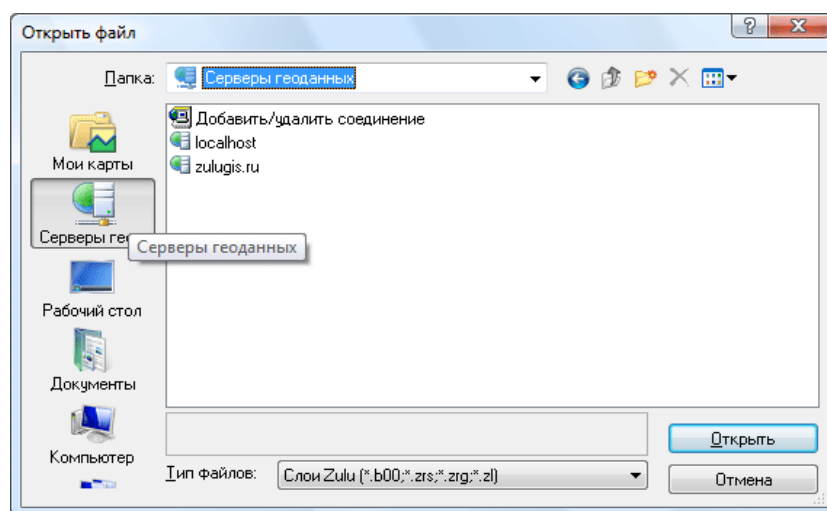 Открыть файл
Папка:
Серверы геоданных
Добавить/удалить соединение
localhost
zulugis.ru
Мои карты
Серверы гео
Серверы геоданных
Рабочий стол
Документы
Компьютер
Тип файлов:
Слои Zulu (*.b00;*.zrs;*.zrg;*.zl)
Открыть
Отмена